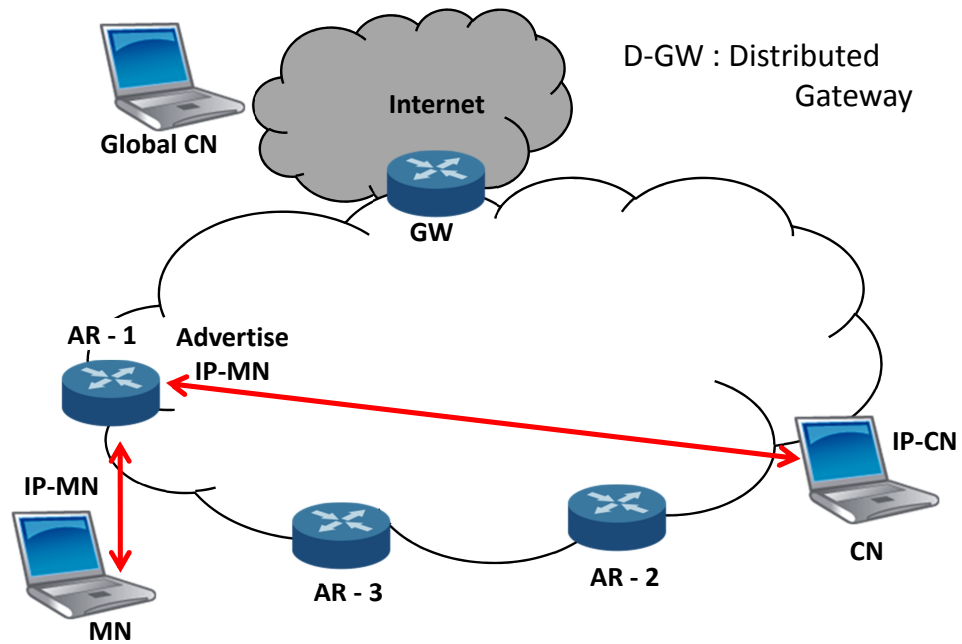 D-GW : Distributed
Gateway
Internet
Global CN
GW
AR - 1
Advertise
IP-MN
IP-CN
IP-MN
CN
AR - 2
AR - 3
MN